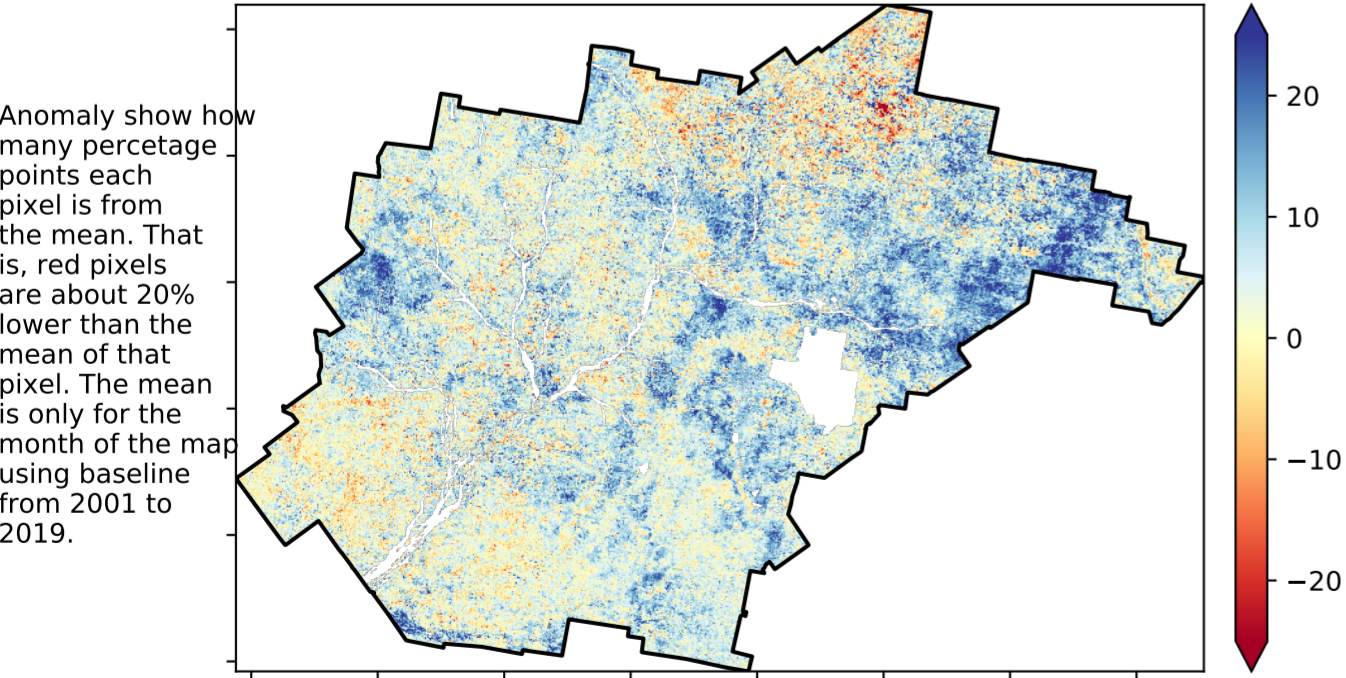 Anomaly show how
many percetage
points each
pixel is from
the mean. That
is, red pixels
are about 20%
lower than the
mean of that
pixel. The mean
is only for the
month of the map
using baseline
from 2001 to
2019.
20
10
0
−10
−20